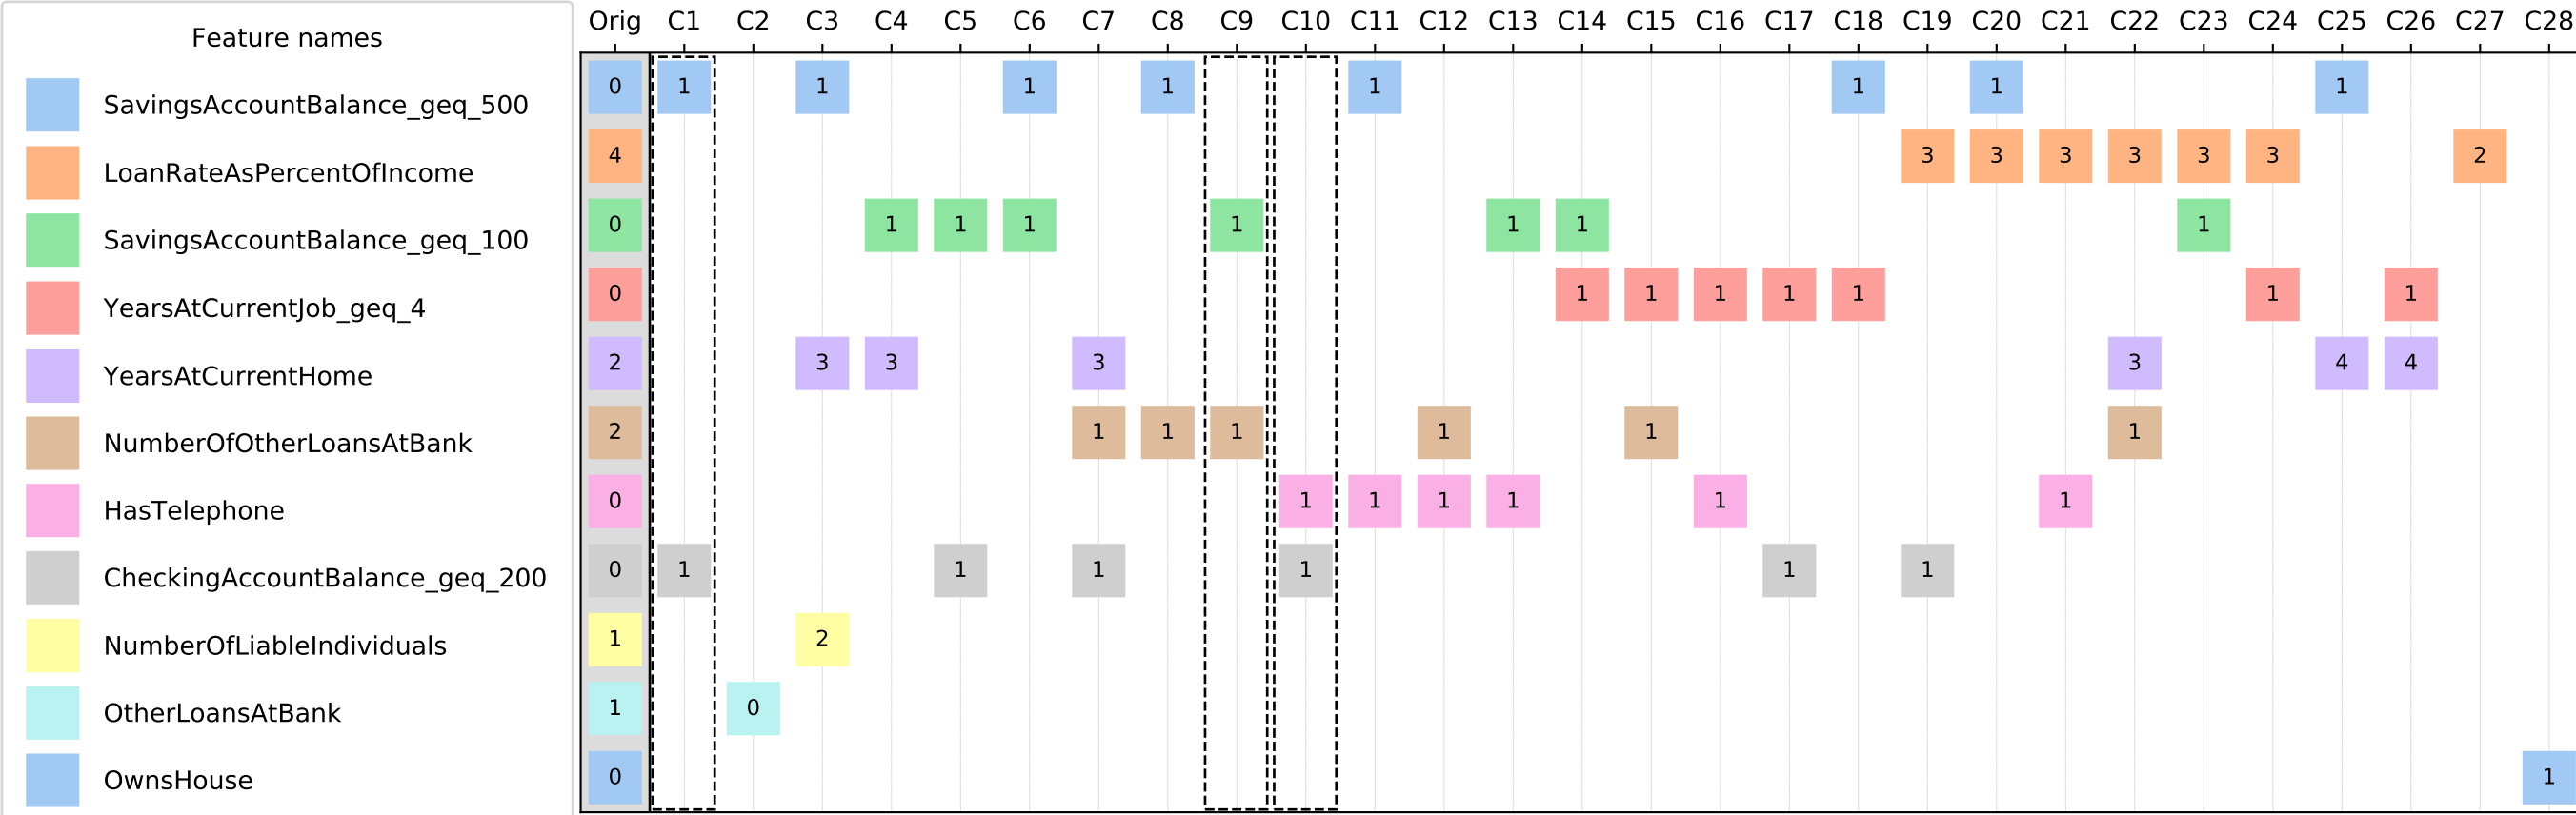 Feature names
Orig C1 C2 C3 C4 C5 C6 C7 C8 C9 C10 C11 C12 C13 C14 C15 C16 C17 C18 C19 C20 C21 C22 C23 C24 C25 C26 C27 C28
SavingsAccountBalance_geq_500 0 1 1 1 1 1 1 1 1
LoanRateAsPercentOfIncome 4 3 3 3 3 3 3 2
SavingsAccountBalance_geq_100 0 1 1 1 1 1 1 1
YearsAtCurrentJob_geq_4 0 1 1 1 1 1 1 1
YearsAtCurrentHome 2 3 3 3 3 4 4
NumberOfOtherLoansAtBank 2 1 1 1 1 1 1
HasTelephone 0 1 1 1 1 1 1
CheckingAccountBalance_geq_200 0 1 1 1 1 1 1
NumberOfLiableIndividuals 1 2
OtherLoansAtBank 1 0
OwnsHouse 0 1